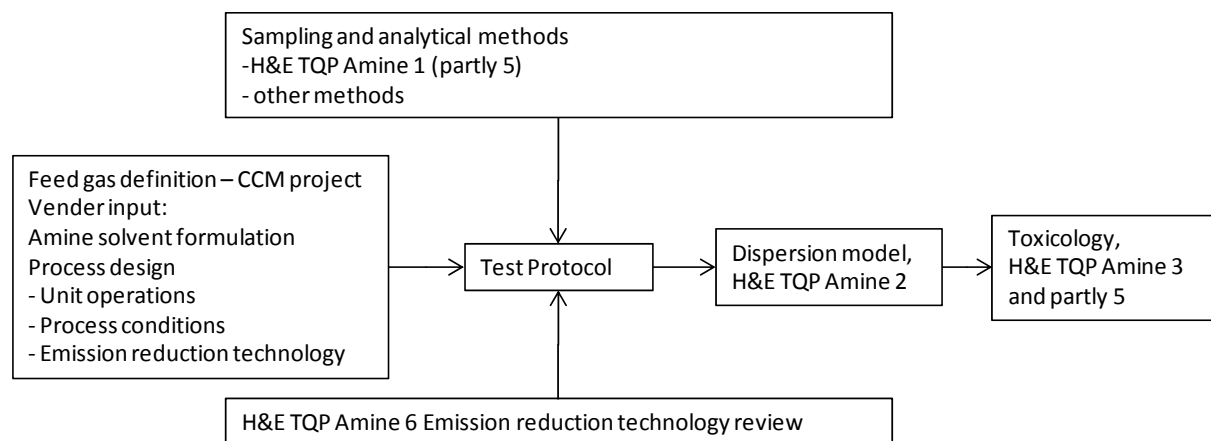 Sampling and analytical methods
-H&E TQP Amine 1 (partly 5)
- other methods
Feed gas definition – CCM project
Vender input:
Amine solvent formulation
Process design
- Unit operations
- Process conditions
- Emission reduction technology
Test Protocol
Dispersion model,
H&E TQP Amine 2
Toxicology,
H&E TQP Amine 3
and partly 5
H&E TQP Amine 6 Emission reduction technology review